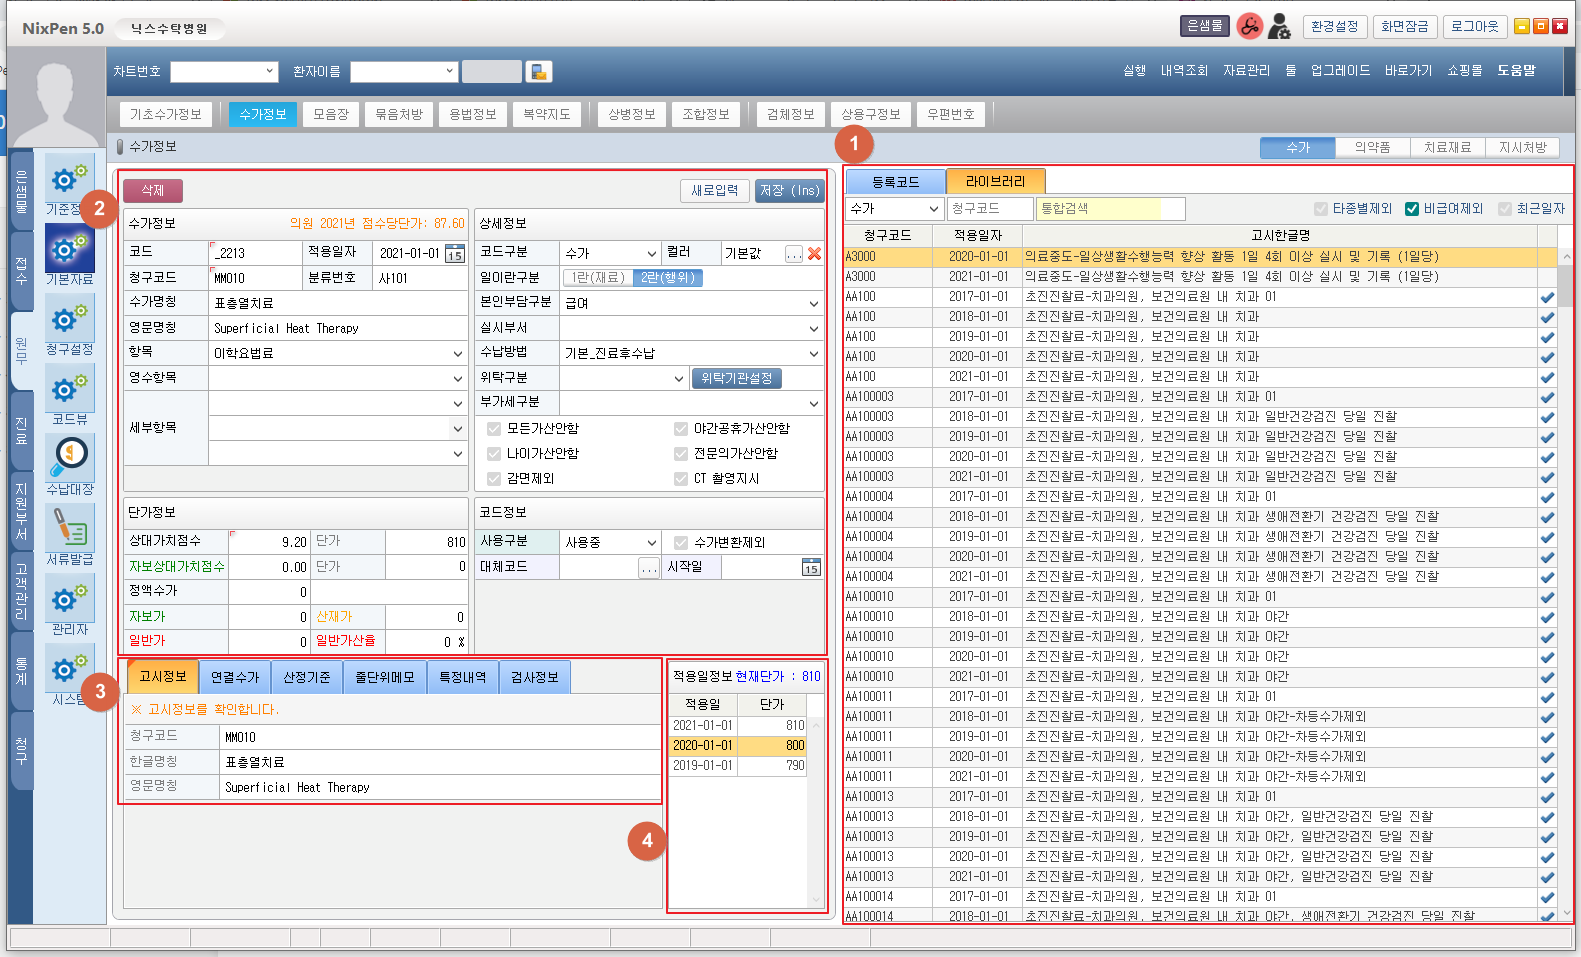 NixPen 5.0 닉스수탁병원 은샘물 환경설정 화면잠금 로그아웃
차트번호 환자이름 실행 내역조회 자료관리 툴 업그레이드 바로가기 쇼핑몰 도움말
기초수가정보 수가정보 모음장 묶음처방 용법정보 복약지도 상병정보 조합정보 검체정보 상용구정보 우편번호
수가정보 1 수가 의약품 치료재료 지시처방
은샘물
접수
원무
진료
지원부서
고객관리
통계
청구
기준정
기본자료
청구설정
코드뷰
수납대장
서류발급
관리자
시스템
2
삭제 새로입력 저장 (Ins)
수가정보 의원 2021년 점수당단가: 87.60
코드 _2213 적용일자 2021-01-01 15
청구코드 MM010 분류번호 사101
수가명칭 표층열치료
영문명칭 Superficial Heat Therapy
항목 이학요법료
영수항목
세부항목
상세정보
코드구분 수가 컬러 기본값 ...
일이란구분 1란(재료) 2란(행위)
본인부담구분 급여
실시부서
수납방법 기본_진료후수납
위탁구분 위탁기관설정
부가세구분
모든가산안함 야간공휴가산안함
나이가산안함 전문의가산안함
감면제외 CT 촬영지시
단가정보
상대가치점수 9.20 단가 810
자보상대가치점수 0.00 단가 0
정액수가 0
자보가 0 산재가 0
일반가 0 일반가산율 0 %
코드정보
사용구분 사용중 수가변환제외
대체코드 ... 시작일 15
3
고시정보 연결수가 산정기준 줄단위메모 특정내역 검사정보
※ 고시정보를 확인합니다.
청구코드 MM010
한글명칭 표층열치료
영문명칭 Superficial Heat Therapy
4
적용일정보 현재단가 : 810
적용일 단가
2021-01-01 810
2020-01-01 800
2019-01-01 790
등록코드 라이브러리
수가 청구코드 통합검색 타종별제외 비급여제외 최근일자
청구코드 적용일자 고시한글명
A3000 2020-01-01 의료중도-일상생활수행능력 향상 활동 1일 4회 이상 실시 및 기록 (1일당)
A3000 2021-01-01 의료중도-일상생활수행능력 향상 활동 1일 4회 이상 실시 및 기록 (1일당)
AA100 2017-01-01 초진진찰료-치과의원, 보건의료원 내 치과 01
AA100 2018-01-01 초진진찰료-치과의원, 보건의료원 내 치과
AA100 2019-01-01 초진진찰료-치과의원, 보건의료원 내 치과
AA100 2020-01-01 초진진찰료-치과의원, 보건의료원 내 치과
AA100 2021-01-01 초진진찰료-치과의원, 보건의료원 내 치과
AA100003 2017-01-01 초진진찰료-치과의원, 보건의료원 내 치과 01
AA100003 2018-01-01 초진진찰료-치과의원, 보건의료원 내 치과 일반건강검진 당일 진찰
AA100003 2019-01-01 초진진찰료-치과의원, 보건의료원 내 치과 일반건강검진 당일 진찰
AA100003 2020-01-01 초진진찰료-치과의원, 보건의료원 내 치과 일반건강검진 당일 진찰
AA100003 2021-01-01 초진진찰료-치과의원, 보건의료원 내 치과 일반건강검진 당일 진찰
AA100004 2017-01-01 초진진찰료-치과의원, 보건의료원 내 치과 01
AA100004 2018-01-01 초진진찰료-치과의원, 보건의료원 내 치과 생애전환기 건강검진 당일 진찰
AA100004 2019-01-01 초진진찰료-치과의원, 보건의료원 내 치과 생애전환기 건강검진 당일 진찰
AA100004 2020-01-01 초진진찰료-치과의원, 보건의료원 내 치과 생애전환기 건강검진 당일 진찰
AA100004 2021-01-01 초진진찰료-치과의원, 보건의료원 내 치과 생애전환기 건강검진 당일 진찰
AA100010 2017-01-01 초진진찰료-치과의원, 보건의료원 내 치과 01
AA100010 2018-01-01 초진진찰료-치과의원, 보건의료원 내 치과 야간
AA100010 2019-01-01 초진진찰료-치과의원, 보건의료원 내 치과 야간
AA100010 2020-01-01 초진진찰료-치과의원, 보건의료원 내 치과 야간
AA100010 2021-01-01 초진진찰료-치과의원, 보건의료원 내 치과 야간
AA100011 2017-01-01 초진진찰료-치과의원, 보건의료원 내 치과 01
AA100011 2018-01-01 초진진찰료-치과의원, 보건의료원 내 치과 야간-차등수가제외
AA100011 2019-01-01 초진진찰료-치과의원, 보건의료원 내 치과 야간-차등수가제외
AA100011 2020-01-01 초진진찰료-치과의원, 보건의료원 내 치과 야간-차등수가제외
AA100011 2021-01-01 초진진찰료-치과의원, 보건의료원 내 치과 야간-차등수가제외
AA100013 2017-01-01 초진진찰료-치과의원, 보건의료원 내 치과 01
AA100013 2018-01-01 초진진찰료-치과의원, 보건의료원 내 치과 야간, 일반건강검진 당일 진찰
AA100013 2019-01-01 초진진찰료-치과의원, 보건의료원 내 치과 야간, 일반건강검진 당일 진찰
AA100013 2020-01-01 초진진찰료-치과의원, 보건의료원 내 치과 야간, 일반건강검진 당일 진찰
AA100013 2021-01-01 초진진찰료-치과의원, 보건의료원 내 치과 야간, 일반건강검진 당일 진찰
AA100014 2017-01-01 초진진찰료-치과의원, 보건의료원 내 치과 01
AA100014 2018-01-01 초진진찰료-치과의원, 보건의료원 내 치과 야간, 생애전환기 건강검진 당일 진찰